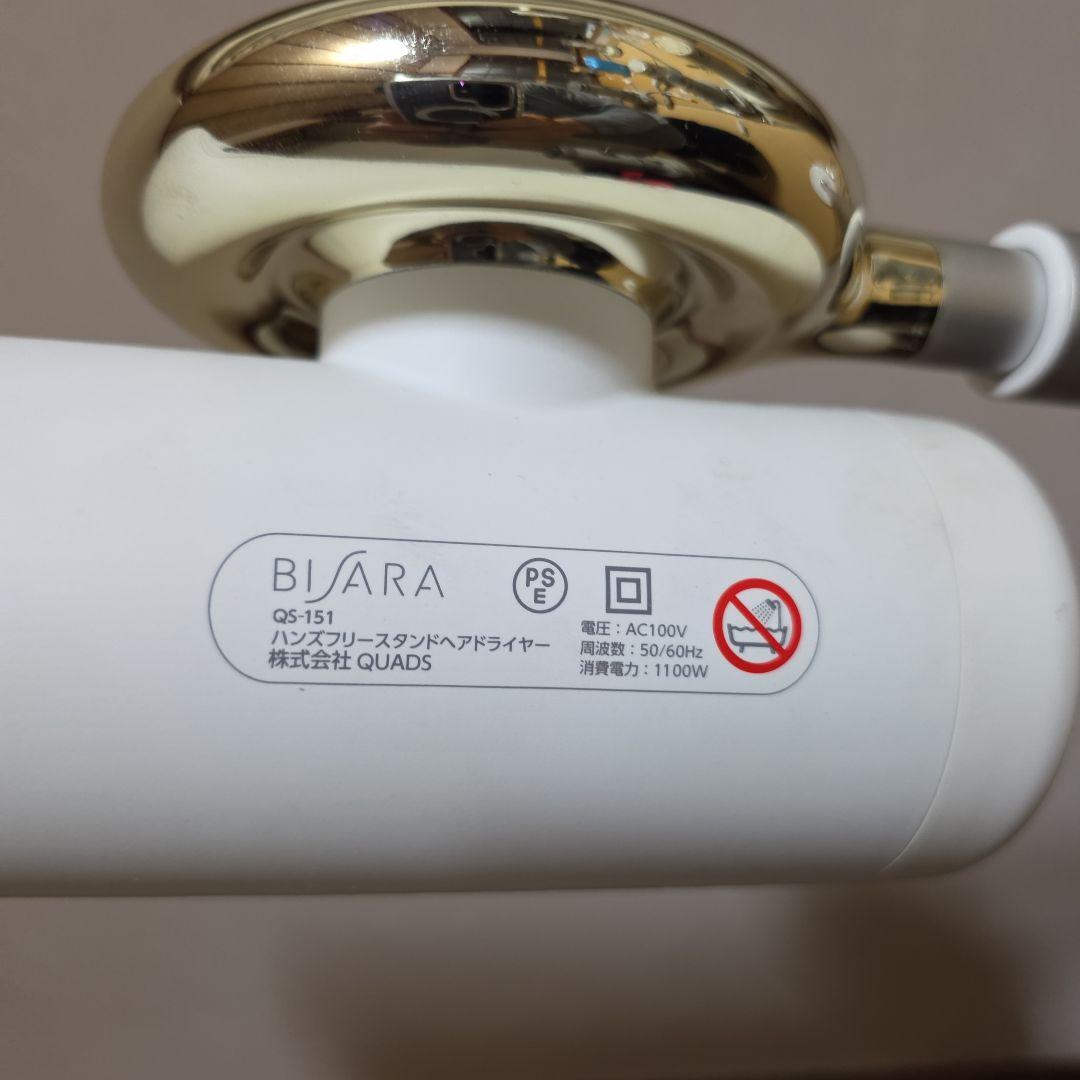 BISARA
QS-151
ハンズフリースタンドヘアドライヤー
株式会社 QUADS
PS
E
電圧：AC100V
周波数：50/60Hz
消費電力：1100W